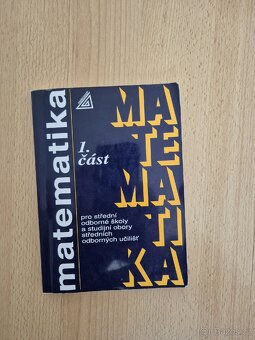 matematika
1.
část
MA
TE
MA
TI
KA
pro střední
odborné školy
a studijní obory
středních
odborných učilišť